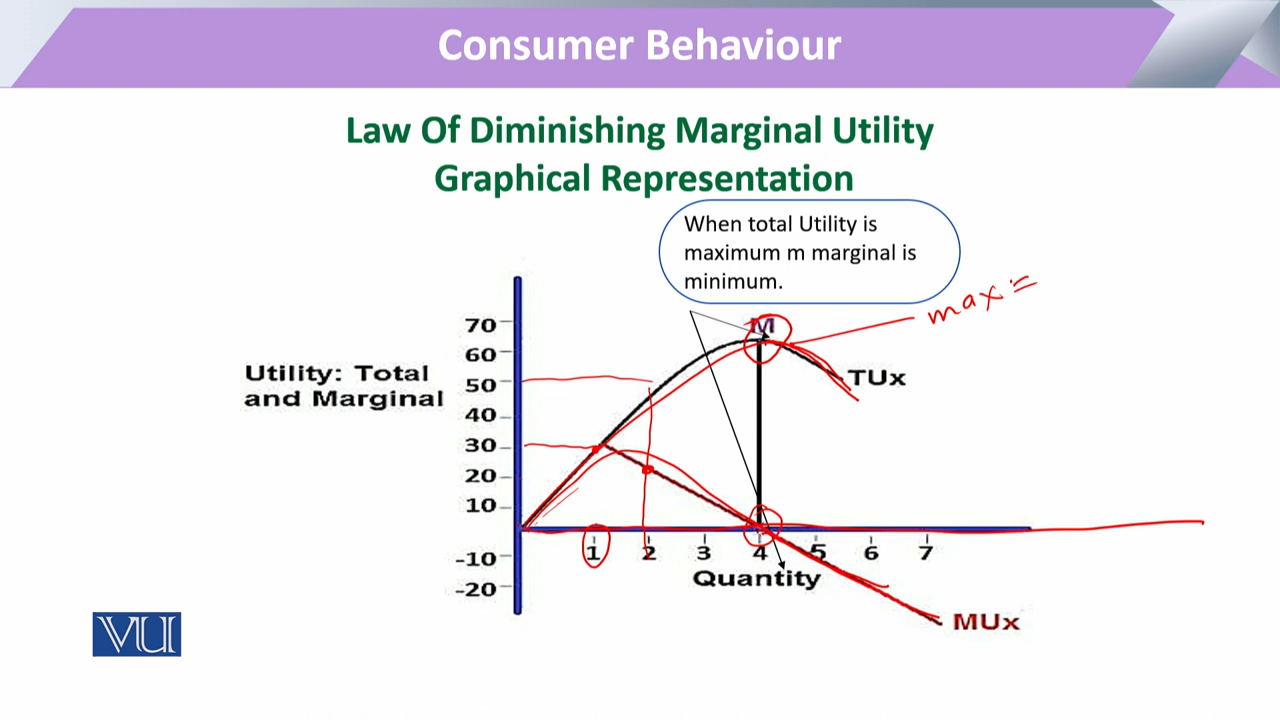 Consumer Behaviour
Law Of Diminishing Marginal Utility
Graphical Representation
When total Utility is
maximum m marginal is
minimum.
max =
M
70
60
50
40
30
20
10
-10
-20
Utility: Total
and Marginal
TUx
1 2 3 4 5 6 7
Quantity
MUx
VU